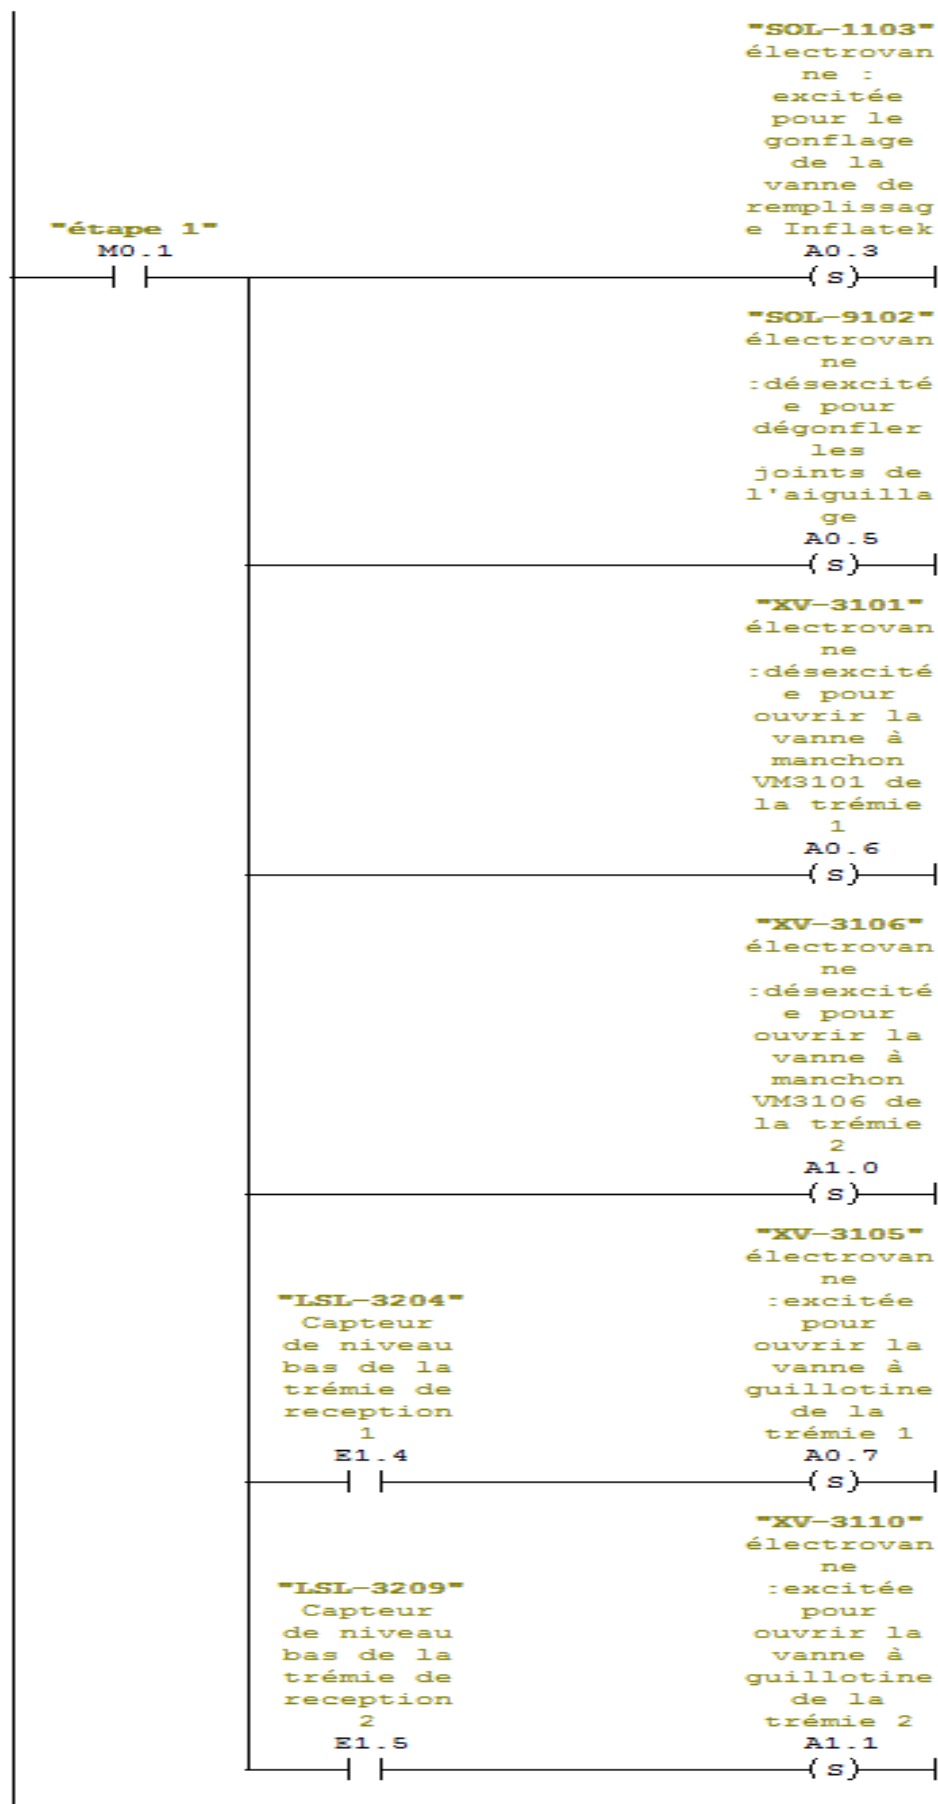 "SOL-1103"
électrovan
ne :
excitée
pour le
gonflage
de la
vanne de
remplissag
e Inflatek
"étape 1"
M0.1
A0.3
(s)
"SOL-9102"
électrovan
ne
:désexcité
e pour
dégonfler
les
joints de
l'aiguilla
ge
A0.5
(s)
"XV-3101"
électrovan
ne
:désexcité
e pour
ouvrir la
vanne à
manchon
VM3101 de
la trémie
1
A0.6
(s)
"XV-3106"
électrovan
ne
:désexcité
e pour
ouvrir la
vanne à
manchon
VM3106 de
la trémie
2
A1.0
(s)
"LSL-3204"
Capteur
de niveau
bas de la
trémie de
reception
1
E1.4
"XV-3105"
électrovan
ne
:excitée
pour
ouvrir la
vanne à
guillotine
de la
trémie 1
A0.7
(s)
"LSL-3209"
Capteur
de niveau
bas de la
trémie de
reception
2
E1.5
"XV-3110"
électrovan
ne
:excitée
pour
ouvrir la
vanne à
guillotine
de la
trémie 2
A1.1
(s)